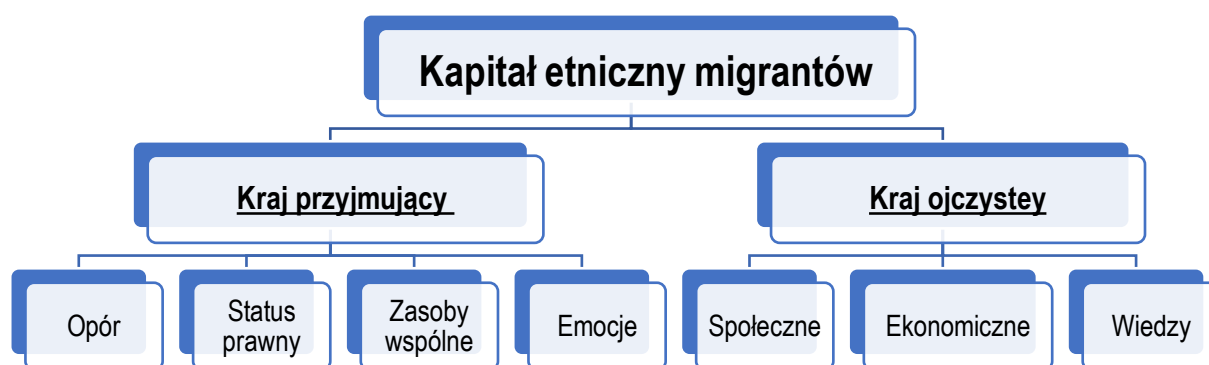 Kapitał etniczny migrantów
Kraj przyjmujący
Kraj ojczystey
Opór
Status
prawny
Zasoby
wspólne
Emocje
Społeczne
Ekonomiczne
Wiedzy